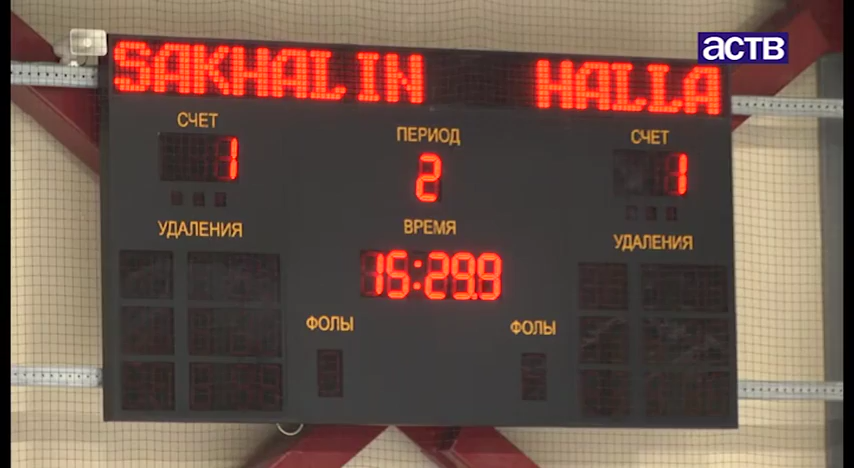 аств
SAKHALIN HALLA
СЧЕТ ПЕРИОД СЧЕТ
1 2 1
УДАЛЕНИЯ ВРЕМЯ УДАЛЕНИЯ
15:29.9
ФОЛЫ ФОЛЫ